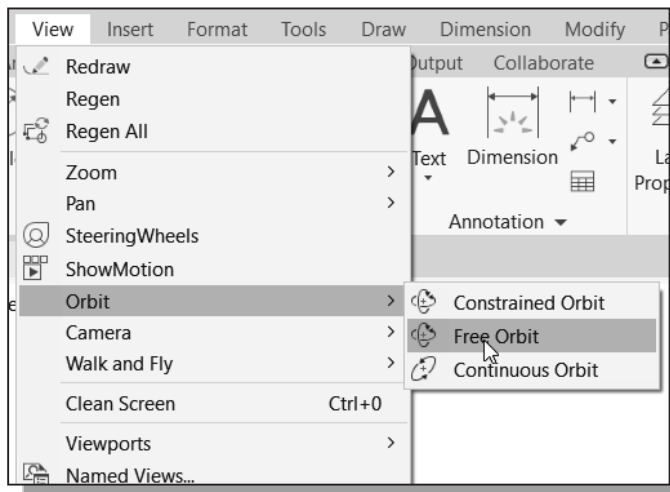 View Insert Format Tools Draw Dimension Modify
Output Collaborate
Redraw
Regen
Regen All
Zoom
Pan
SteeringWheels
ShowMotion
Orbit
Camera
Walk and Fly
Clean Screen Ctrl+0
Viewports
Named Views...
Text Dimension
Annotation
Constrained Orbit
Free Orbit
Continuous Orbit